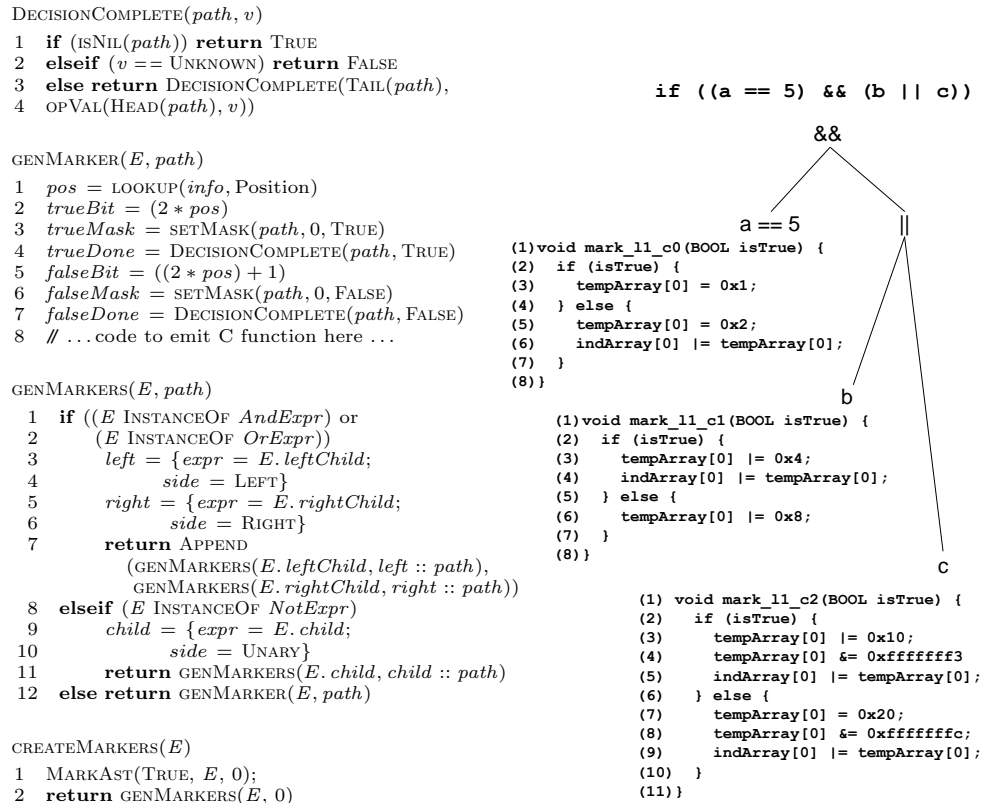 DECISIONCOMPLETE(path, v)
1 if (ISNIL(path)) return TRUE
2 elseif (v == UNKNOWN) return FALSE
3 else return DECISIONCOMPLETE(TAIL(path),
4 OPVAL(HEAD(path), v))
GENMARKER(E, path)
1 pos = LOOKUP(info, Position)
2 trueBit = (2 * pos)
3 trueMask = SETMASK(path, 0, TRUE)
4 trueDone = DECISIONCOMPLETE(path, TRUE)
5 falseBit = ((2 * pos) + 1)
6 falseMask = SETMASK(path, 0, FALSE)
7 falseDone = DECISIONCOMPLETE(path, FALSE)
8 // ...code to emit C function here ...
GENMARKERS(E, path)
1 if ((E INSTANCEOF AndExpr) or
2 (E INSTANCEOF OrExpr))
3 left = {expr = E.leftChild;
4 side = LEFT}
5 right = {expr = E.rightChild;
6 side = RIGHT}
7 return APPEND
(GENMARKERS(E.leftChild, left :: path),
GENMARKERS(E.rightChild, right :: path))
8 elseif (E INSTANCEOF NotExpr)
9 child = {expr = E.child;
10 side = UNARY}
11 return GENMARKERS(E.child, child :: path)
12 else return GENMARKER(E, path)
CREATEMARKERS(E)
1 MARKAST(TRUE, E, 0);
2 return GENMARKERS(E, 0)
if ((a == 5) && (b || c))
&&
a == 5
||
(1)void mark_l1_c0(BOOL isTrue) {
(2) if (isTrue) {
(3) tempArray[0] = 0x1;
(4) } else {
(5) tempArray[0] = 0x2;
(6) indArray[0] |= tempArray[0];
(7) }
(8)}
b
(1)void mark_l1_c1(BOOL isTrue) {
(2) if (isTrue) {
(3) tempArray[0] |= 0x4;
(4) indArray[0] |= tempArray[0];
(5) } else {
(6) tempArray[0] |= 0x8;
(7) }
(8)}
c
(1) void mark_l1_c2(BOOL isTrue) {
(2) if (isTrue) {
(3) tempArray[0] |= 0x10;
(4) tempArray[0] &= 0xfffffff3
(5) indArray[0] |= tempArray[0];
(6) } else {
(7) tempArray[0] = 0x20;
(8) tempArray[0] &= 0xfffffffc;
(9) indArray[0] |= tempArray[0];
(10) }
(11)}